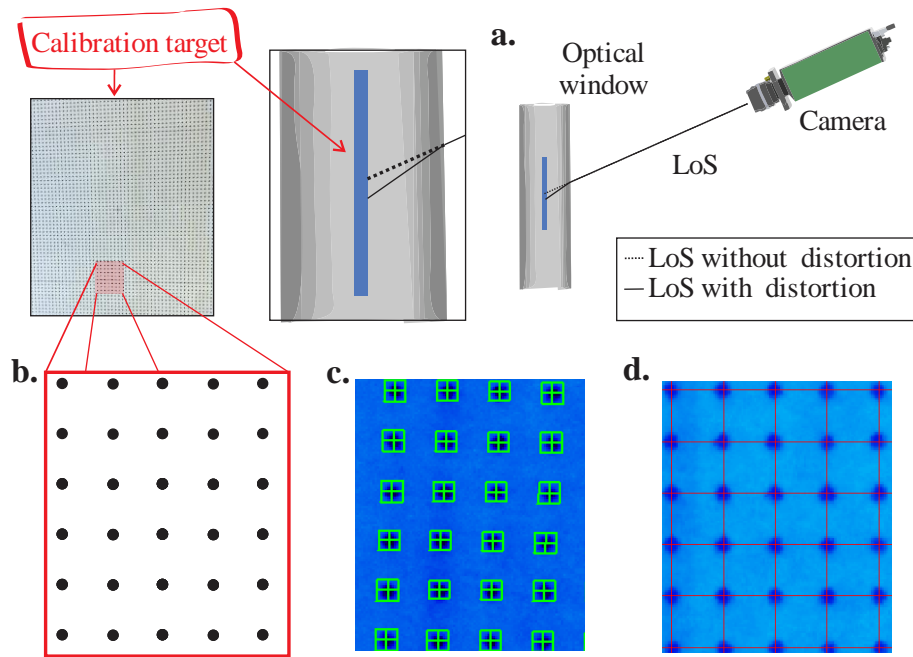 Calibration target
a.
Optical
window
Camera
LoS
LoS without distortion
LoS with distortion
b.
c.
d.